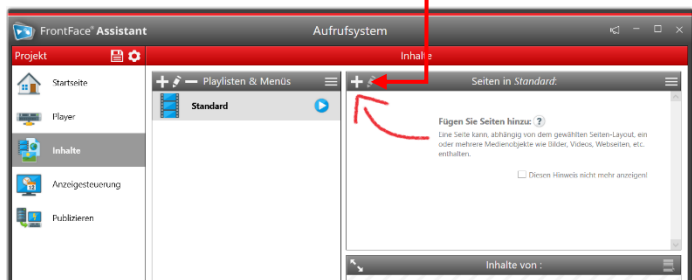 FrontFace® Assistant
Aufrufsystem
Projekt
Inhalte
Startseite
Player
Inhalte
Anzeigesteuerung
Publizieren
Playlisten & Menüs
Standard
Seiten in Standard:
Fügen Sie Seiten hinzu: ?
Eine Seite kann, abhängig von dem gewählten Seiten-Layout, ein
oder mehrere Medienobjekte wie Bilder, Videos, Webseiten, etc.
enthalten.
Diesen Hinweis nicht mehr anzeigen!
Inhalte von :